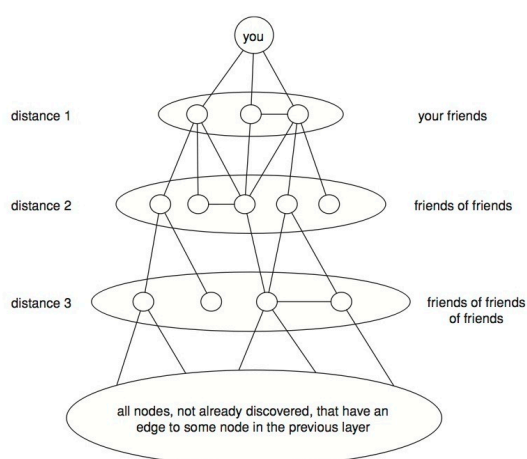 you
distance 1
your friends
distance 2
friends of friends
distance 3
friends of friends
of friends
all nodes, not already discovered, that have an
edge to some node in the previous layer